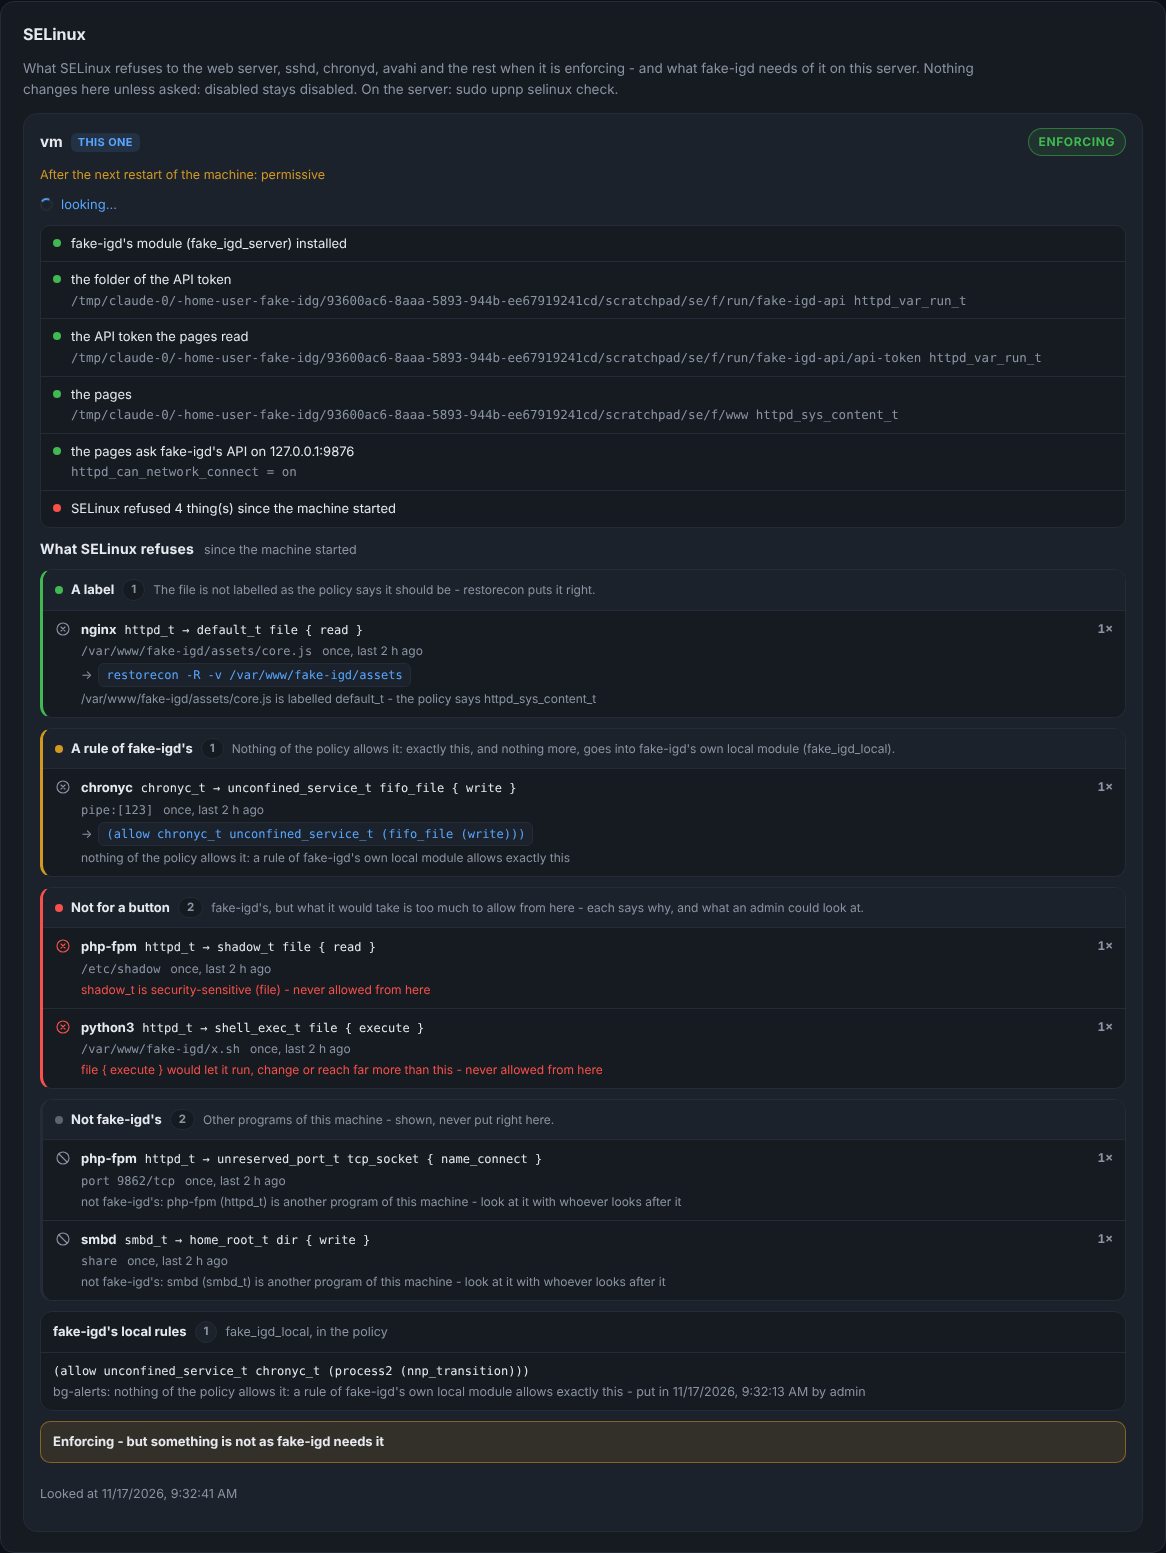 SELinux
What SELinux refuses to the web server, sshd, chronyd, avahi and the rest when it is enforcing - and what fake-igd needs of it on this server. Nothing
changes here unless asked: disabled stays disabled. On the server: sudo upnp selinux check.
vm THIS ONE ENFORCING
After the next restart of the machine: permissive
looking...
fake-igd's module (fake_igd_server) installed
the folder of the API token
/tmp/claude-0/-home-user-fake-idg/93600ac6-8aaa-5893-944b-ee67919241cd/scratchpad/se/f/run/fake-igd-api httpd_var_run_t
the API token the pages read
/tmp/claude-0/-home-user-fake-idg/93600ac6-8aaa-5893-944b-ee67919241cd/scratchpad/se/f/run/fake-igd-api/api-token httpd_var_run_t
the pages
/tmp/claude-0/-home-user-fake-idg/93600ac6-8aaa-5893-944b-ee67919241cd/scratchpad/se/f/www httpd_sys_content_t
the pages ask fake-igd's API on 127.0.0.1:9876
httpd_can_network_connect = on
SELinux refused 4 thing(s) since the machine started
What SELinux refuses since the machine started
A label 1 The file is not labelled as the policy says it should be - restorecon puts it right.
nginx httpd_t → default_t file { read } 1×
/var/www/fake-igd/assets/core.js once, last 2 h ago
→ restorecon -R -v /var/www/fake-igd/assets
/var/www/fake-igd/assets/core.js is labelled default_t - the policy says httpd_sys_content_t
A rule of fake-igd's 1 Nothing of the policy allows it: exactly this, and nothing more, goes into fake-igd's own local module (fake_igd_local).
chronyc chronyc_t → unconfined_service_t fifo_file { write } 1×
pipe:[123] once, last 2 h ago
→ (allow chronyc_t unconfined_service_t (fifo_file (write)))
nothing of the policy allows it: a rule of fake-igd's own local module allows exactly this
Not for a button 2 fake-igd's, but what it would take is too much to allow from here - each says why, and what an admin could look at.
php-fpm httpd_t → shadow_t file { read } 1×
/etc/shadow once, last 2 h ago
shadow_t is security-sensitive (file) - never allowed from here
python3 httpd_t → shell_exec_t file { execute } 1×
/var/www/fake-igd/x.sh once, last 2 h ago
file { execute } would let it run, change or reach far more than this - never allowed from here
Not fake-igd's 2 Other programs of this machine - shown, never put right here.
php-fpm httpd_t → unreserved_port_t tcp_socket { name_connect } 1×
port 9862/tcp once, last 2 h ago
not fake-igd's: php-fpm (httpd_t) is another program of this machine - look at it with whoever looks after it
smbd smbd_t → home_root_t dir { write } 1×
share once, last 2 h ago
not fake-igd's: smbd (smbd_t) is another program of this machine - look at it with whoever looks after it
fake-igd's local rules 1 fake_igd_local, in the policy
(allow unconfined_service_t chronyc_t (process2 (nnp_transition)))
bg-alerts: nothing of the policy allows it: a rule of fake-igd's own local module allows exactly this - put in 11/17/2026, 9:32:13 AM by admin
Enforcing - but something is not as fake-igd needs it
Looked at 11/17/2026, 9:32:41 AM